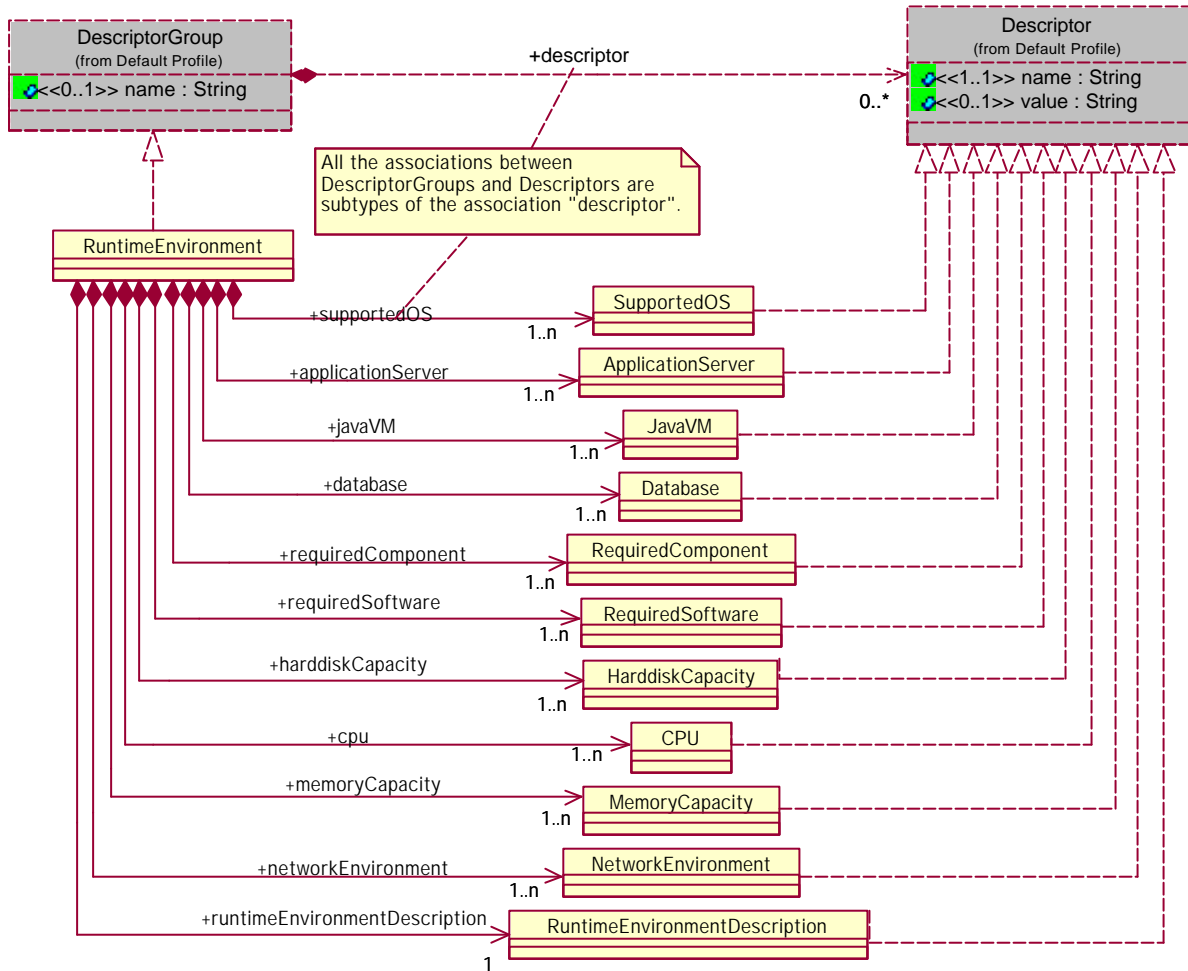 DescriptorGroup
(from Default Profile)
<<0..1>> name : String
+descriptor
0..*
Descriptor
(from Default Profile)
<<1..1>> name : String
<<0..1>> value : String
All the associations between
DescriptorGroups and Descriptors are
subtypes of the association "descriptor".
RuntimeEnvironment
+supportedOS
1..n
SupportedOS
+applicationServer
1..n
ApplicationServer
+javaVM
1..n
JavaVM
+database
1..n
Database
+requiredComponent
1..n
RequiredComponent
+requiredSoftware
1..n
RequiredSoftware
+harddiskCapacity
1..n
HarddiskCapacity
+cpu
1..n
CPU
+memoryCapacity
1..n
MemoryCapacity
+networkEnvironment
1..n
NetworkEnvironment
+runtimeEnvironmentDescription
1
RuntimeEnvironmentDescription